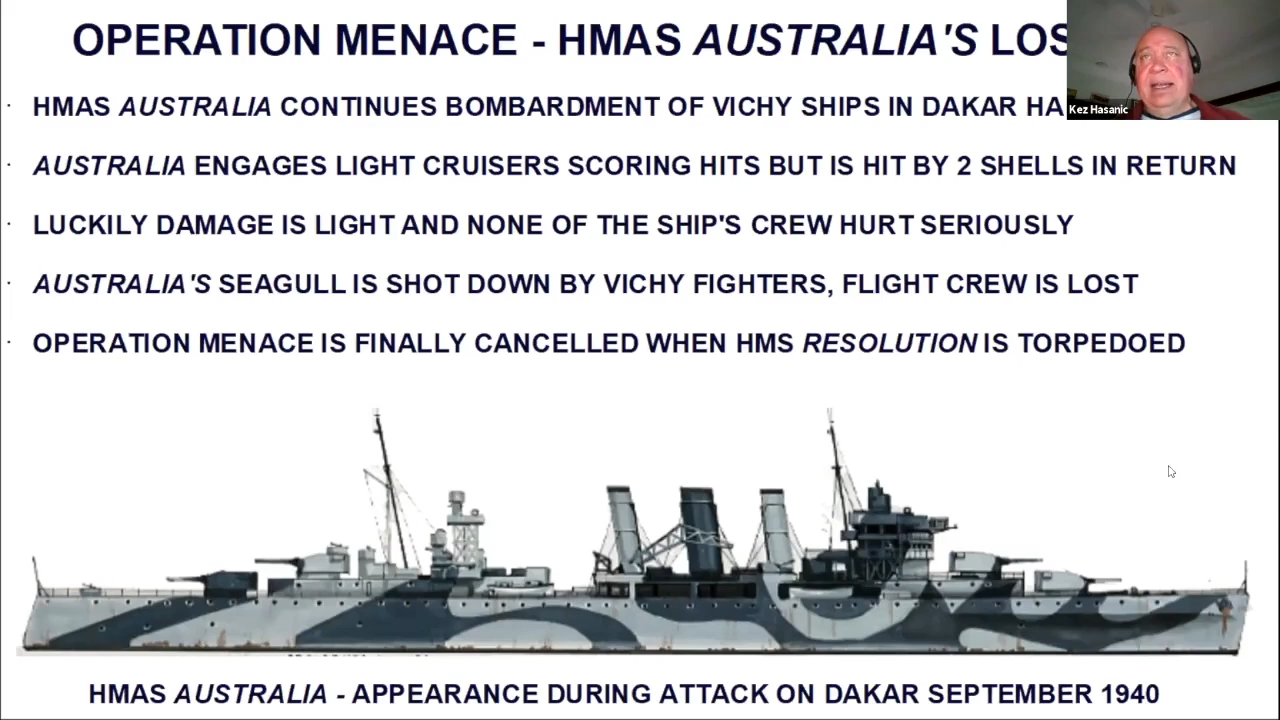 OPERATION MENACE - HMAS AUSTRALIA'S LOS
· HMAS AUSTRALIA CONTINUES BOMBARDMENT OF VICHY SHIPS IN DAKAR HA
Kez Hasanic
· AUSTRALIA ENGAGES LIGHT CRUISERS SCORING HITS BUT IS HIT BY 2 SHELLS IN RETURN
· LUCKILY DAMAGE IS LIGHT AND NONE OF THE SHIP'S CREW HURT SERIOUSLY
· AUSTRALIA'S SEAGULL IS SHOT DOWN BY VICHY FIGHTERS, FLIGHT CREW IS LOST
· OPERATION MENACE IS FINALLY CANCELLED WHEN HMS RESOLUTION IS TORPEDOED
HMAS AUSTRALIA - APPEARANCE DURING ATTACK ON DAKAR SEPTEMBER 1940